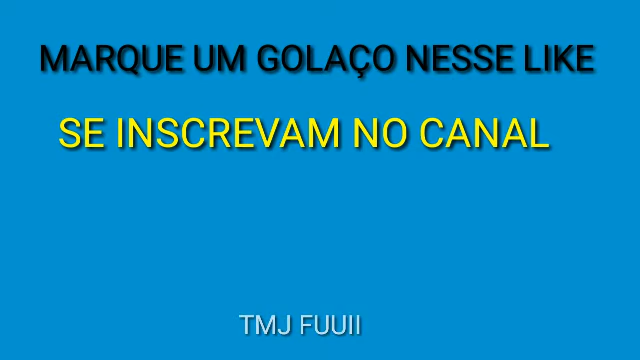 MARQUE UM GOLAÇO NESSE LIKE
SE INSCREVAM NO CANAL
TMJ FUUII